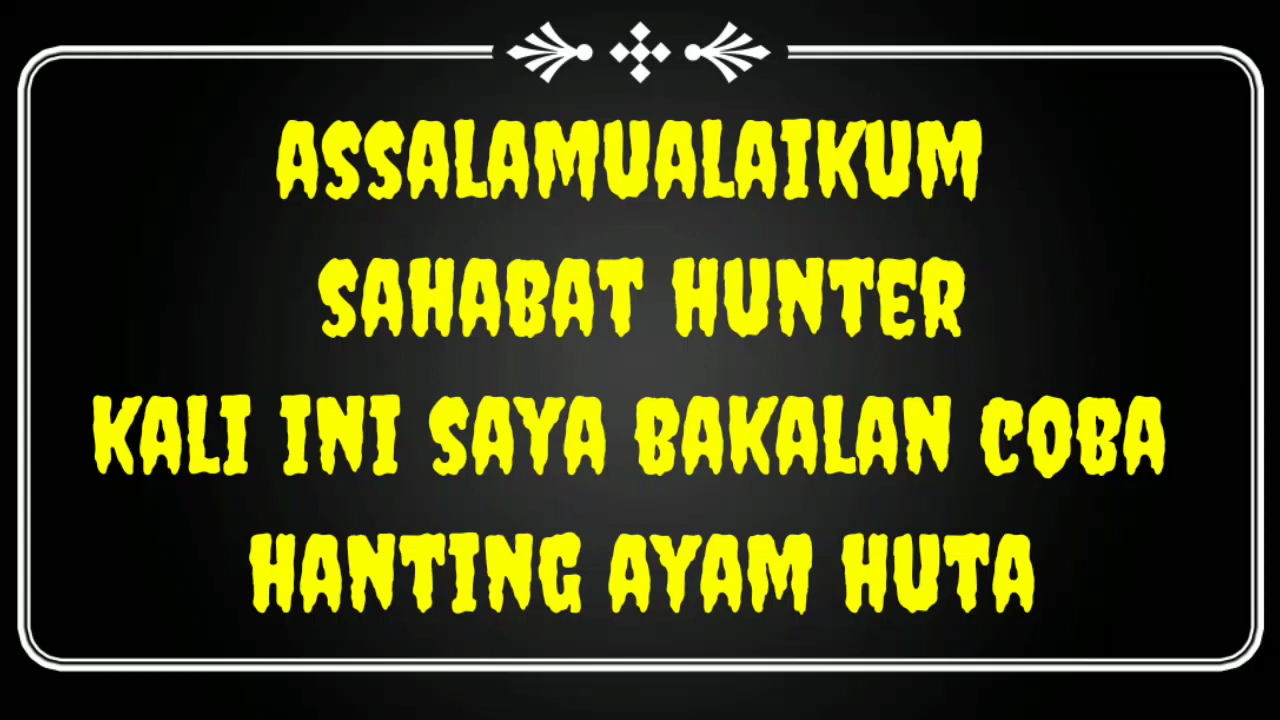 ASSALAMUALAIKUM
SAHABAT HUNTER
KALI INI SAYA BAKALAN COBA
HANTING AYAM HUTA